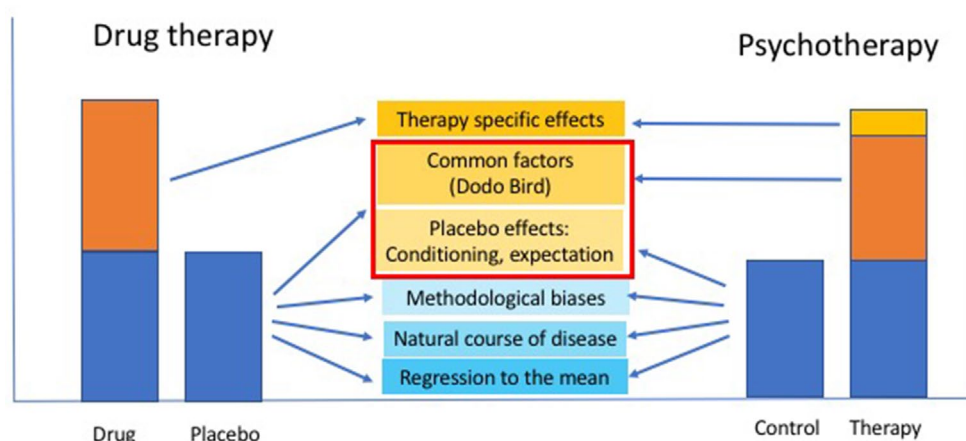 Drug therapy
Psychotherapy
Therapy specific effects
Common factors
(Dodo Bird)
Placebo effects:
Conditioning, expectation
Methodological biases
Natural course of disease
Regression to the mean
Drug
Placebo
Control
Therapy